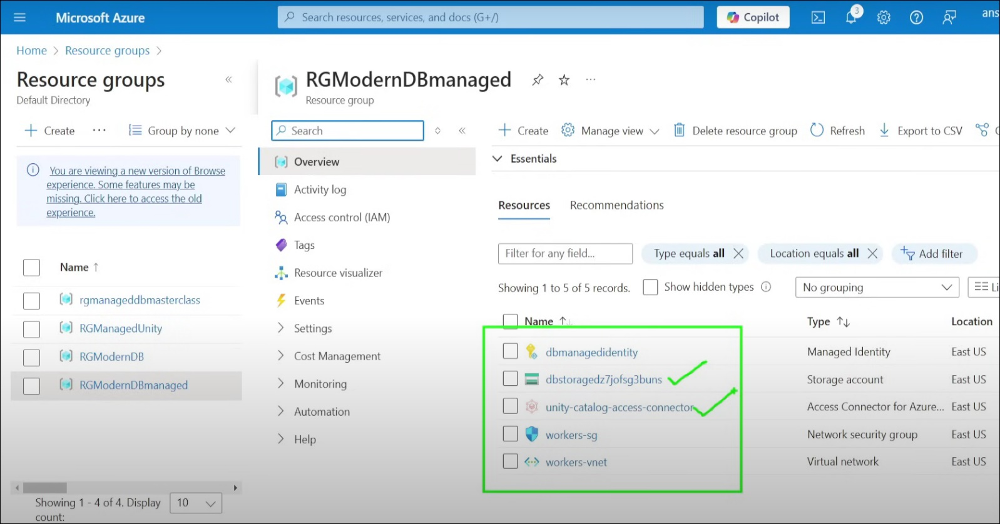 Microsoft Azure
Search resources, services, and docs (G+/)
Copilot
3
ans
Home > Resource groups >
Resource groups
Default Directory
Create
Group by none
You are viewing a new version of Browse
experience. Some features may be
missing. Click here to access the old
experience.
Name ↑
rgmanageddbmasterclass
RGManagedUnity
RGModernDB
RGModernDBmanaged
Showing 1 - 4 of 4. Display
count:
10
RGModernDBmanaged
Resource group
Search
Overview
Activity log
Access control (IAM)
Tags
Resource visualizer
Events
Settings
Cost Management
Monitoring
Automation
Help
Create
Manage view
Delete resource group
Refresh
Export to CSV
Essentials
Resources
Recommendations
Filter for any field...
Type equals all
Location equals all
Add filter
Showing 1 to 5 of 5 records.
Show hidden types
No grouping
Li
Name ↑↓ Type ↑↓ Location
dbmanagedidentity Managed Identity East US
dbstoragedz7jofsg3buns Storage account East US
unity-catalog-access-connector Access Connector for Azure... East US
workers-sg Network security group East US
workers-vnet Virtual network East US